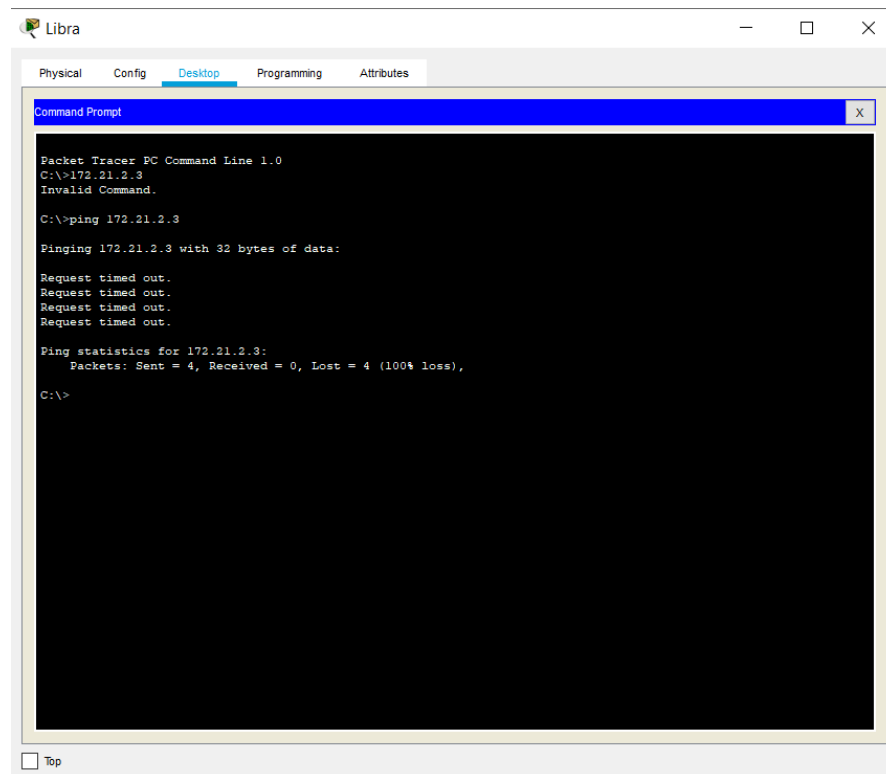 Libra
Physical Config Desktop Programming Attributes
Command Prompt
X
Packet Tracer PC Command Line 1.0
C:\>172.21.2.3
Invalid Command.
C:\>ping 172.21.2.3
Pinging 172.21.2.3 with 32 bytes of data:
Request timed out.
Request timed out.
Request timed out.
Request timed out.
Ping statistics for 172.21.2.3:
Packets: Sent = 4, Received = 0, Lost = 4 (100% loss),
C:\>
Top